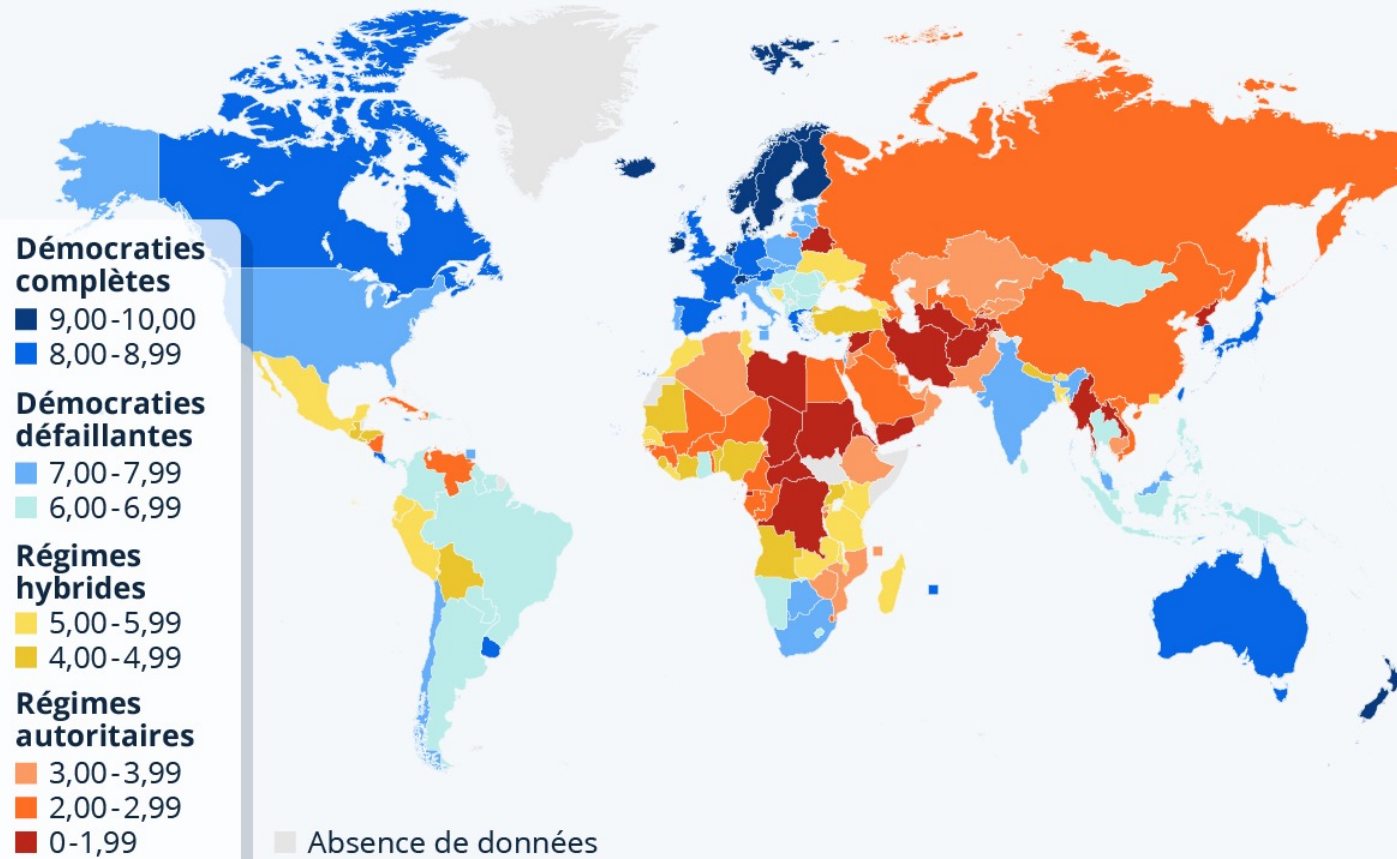 Démocraties
complètes
9,00-10,00
8,00-8,99
Démocraties
défaillantes
7,00-7,99
6,00-6,99
Régimes
hybrides
5,00-5,99
4,00-4,99
Régimes
autoritaires
3,00-3,99
2,00-2,99
0-1,99
Absence de données